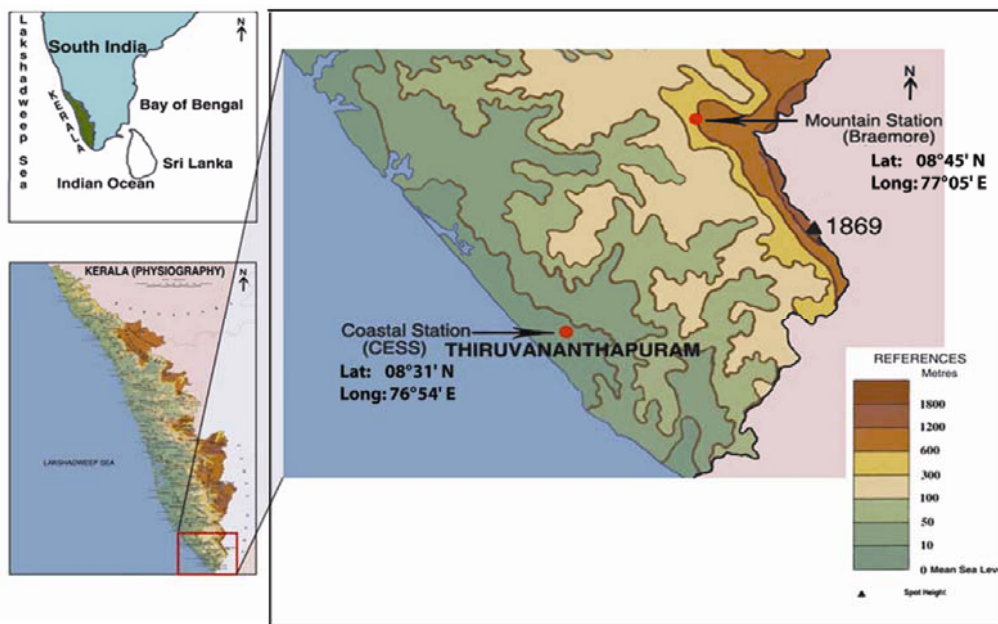 Lakshadweep Sea
N
South India
KERALA
Bay of Bengal
Sri Lanka
Indian Ocean
KERALA (PHYSIOGRAPHY)
N
LAKSHADWEEP SEA
N
Mountain Station
(Braemore)
Lat: 08°45' N
Long: 77°05' E
1869
Coastal Station
(CESS)
THIRUVANANTHAPURAM
Lat: 08°31' N
Long: 76°54' E
REFERENCES
Metres
1800
1200
600
300
100
50
10
0 Mean Sea Leve
Spot Height